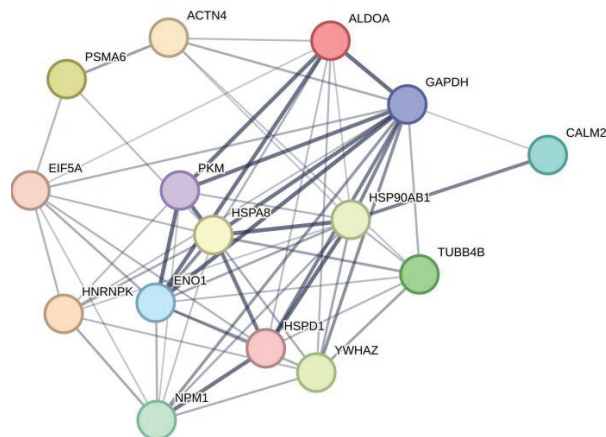 ACTN4
ALDOA
PSMA6
GAPDH
CALM2
EIF5A
PKM
HSP90AB1
HSPA8
TUBB4B
ENO1
HNRNPK
HSPD1
YWHAZ
NPM1